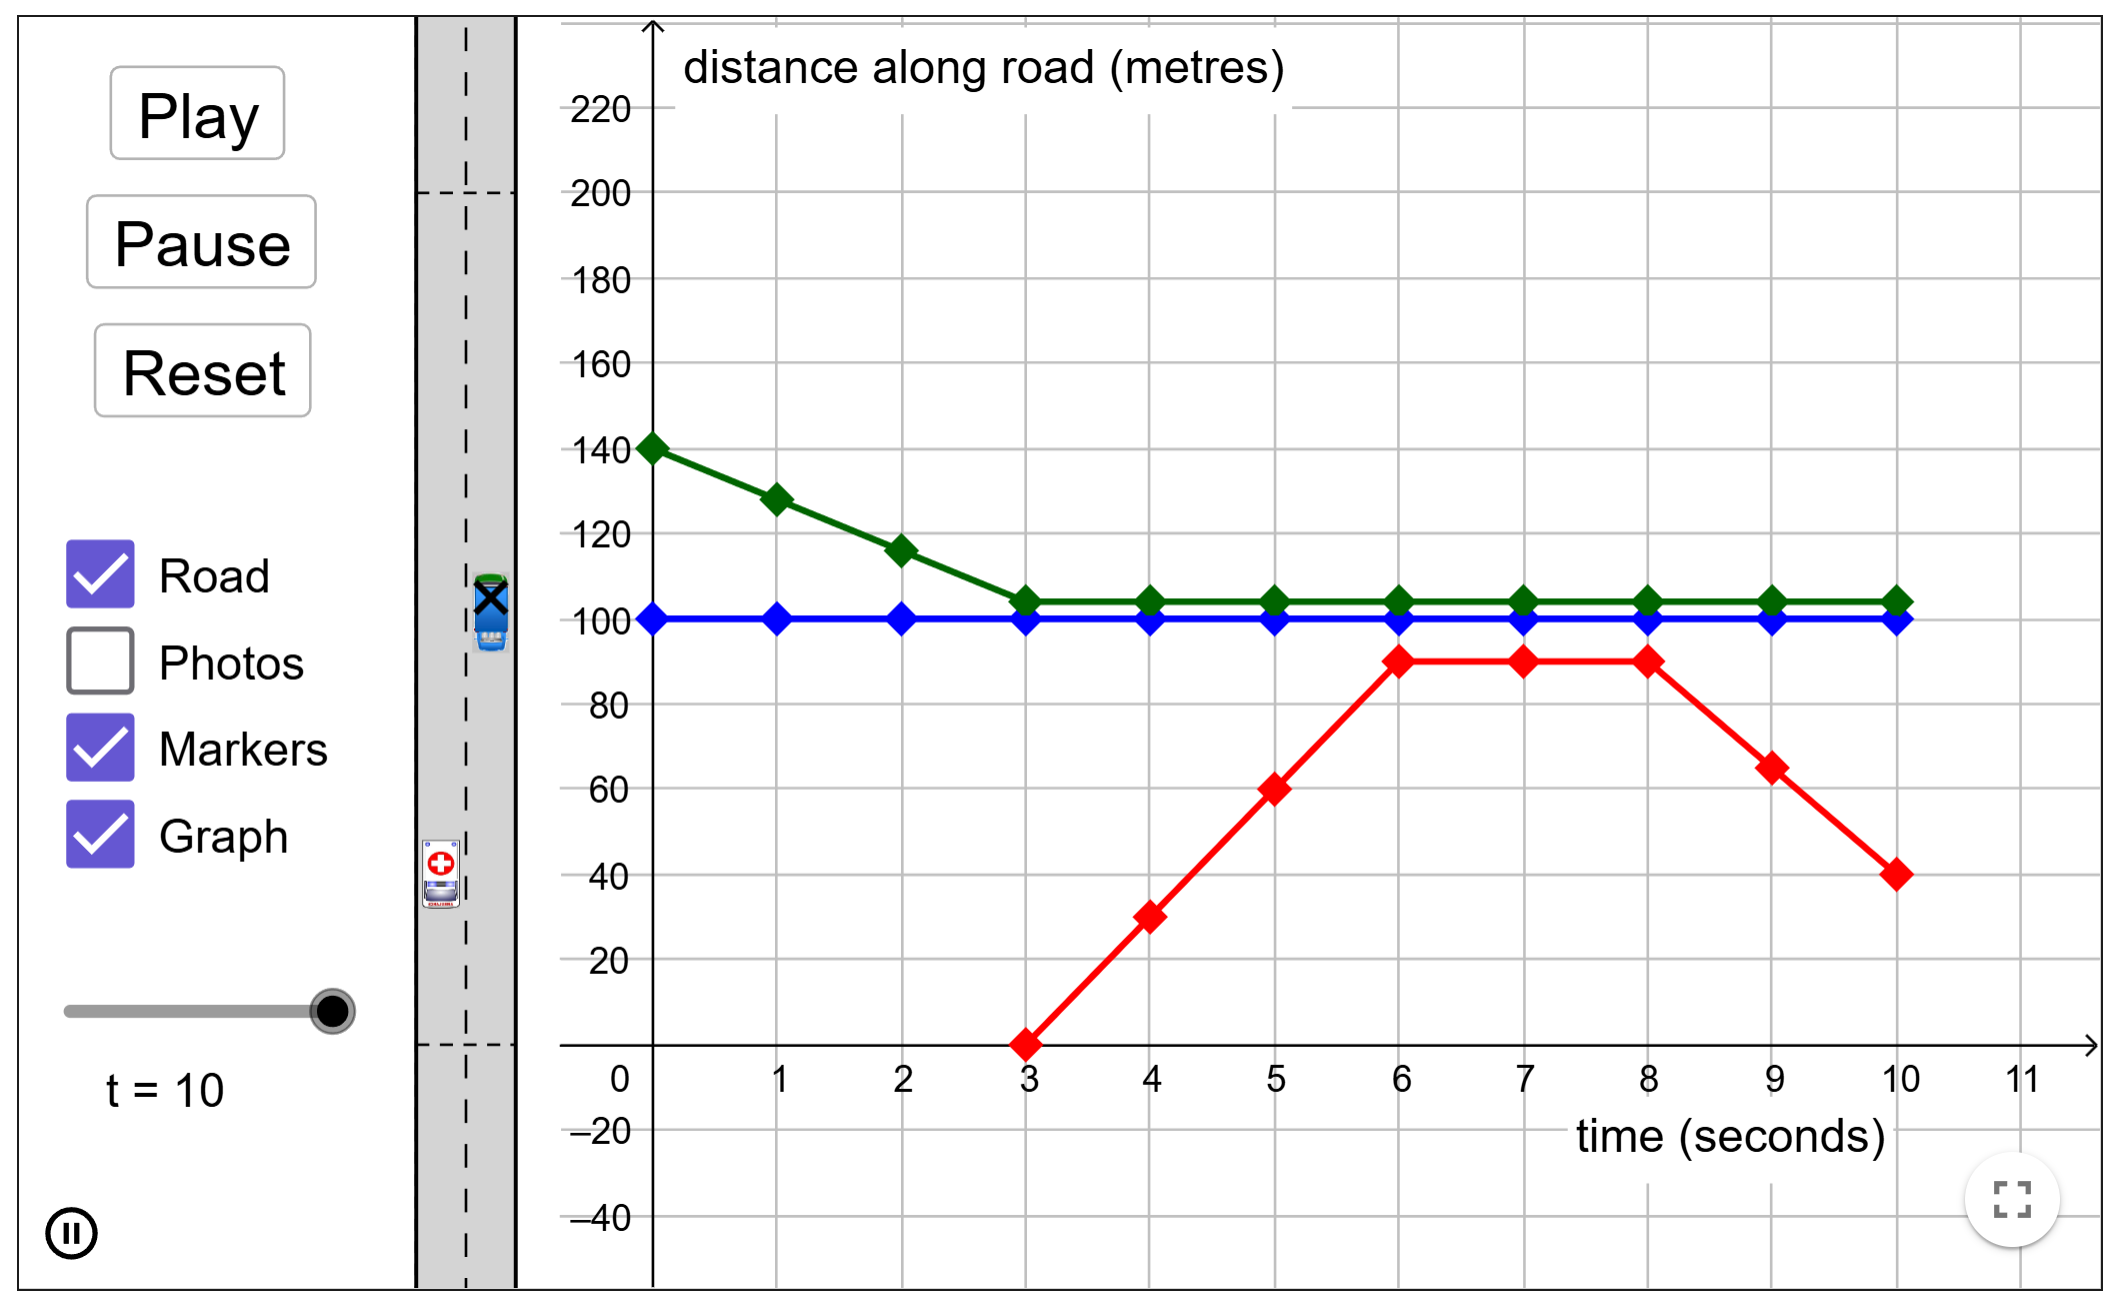 Play
Pause
Reset
Road
Photos
Markers
Graph
t = 10
distance along road (metres)
220
200
180
160
140
120
100
80
60
40
20
0 1 2 3 4 5 6 7 8 9 10 11
–20
time (seconds)
–40